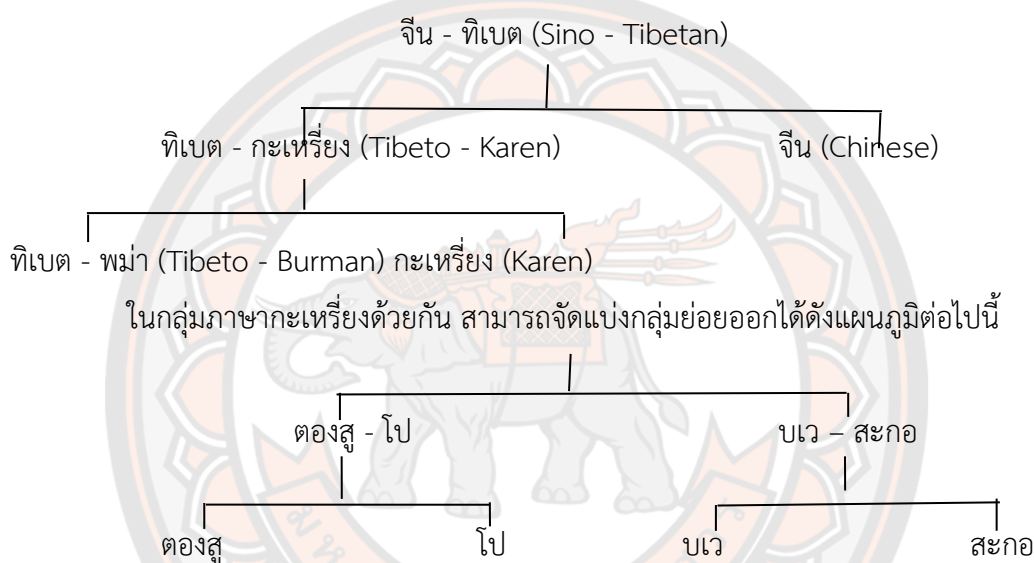 จีน - ทิเบต (Sino - Tibetan)
ทิเบต - กะเหรี่ยง (Tibeto - Karen) จีน (Chinese)
ทิเบต - พม่า (Tibeto - Burman) กะเหรี่ยง (Karen)
ในกลุ่มภาษากะเหรี่ยงด้วยกัน สามารถจัดแบ่งกลุ่มย่อยออกได้ดังแผนภูมิต่อไปนี้
ตองสู - โป บเว – สะกอ
ตองสู โป บเว สะกอ